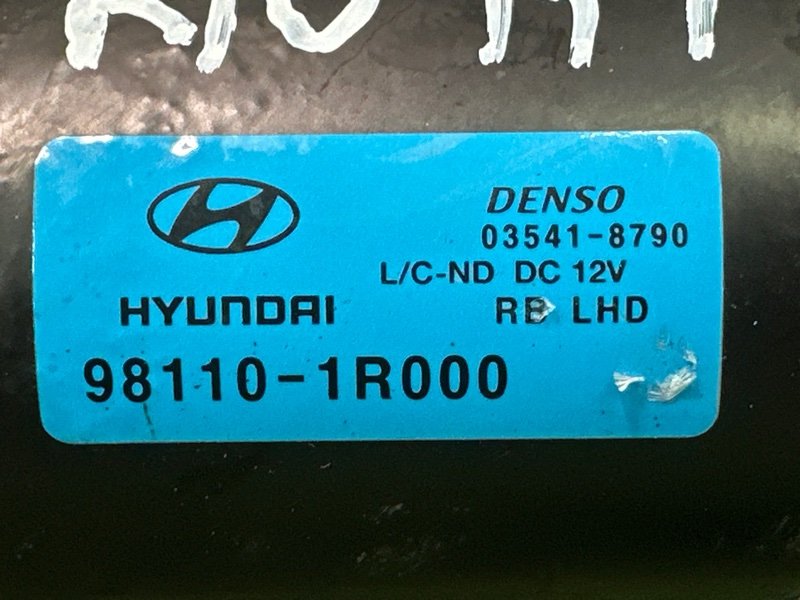 DENSO
03541-8790
L/C-ND DC 12V
HYUNDAI
RB LHD
98110-1R000